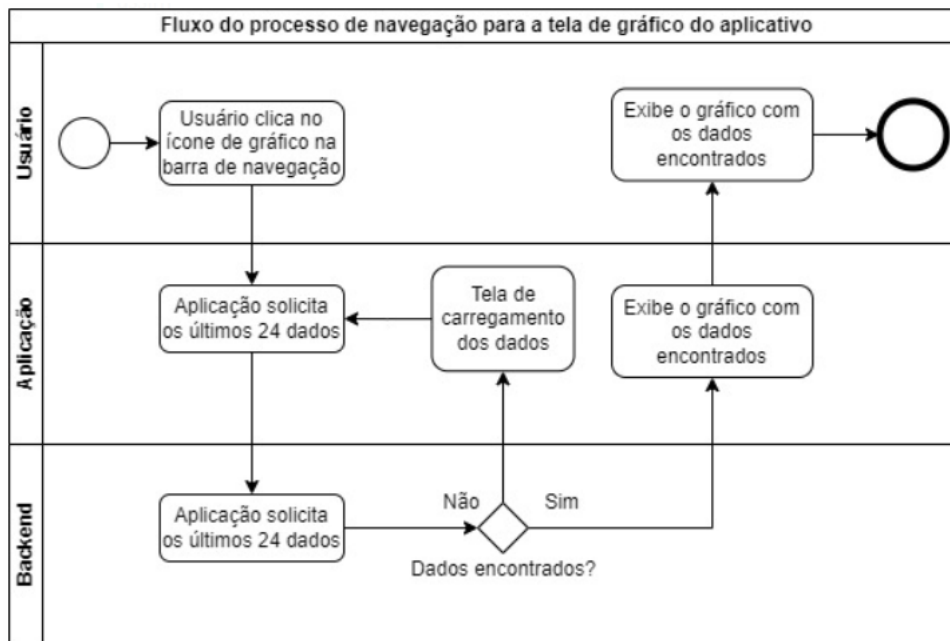 Fluxo do processo de navegação para a tela de gráfico do aplicativo
Usuário
Usuário clica no
ícone de gráfico na
barra de navegação
Exibe o gráfico com
os dados
encontrados
Aplicação
Aplicação solicita
os últimos 24 dados
Tela de
carregamento
dos dados
Exibe o gráfico com
os dados
encontrados
Backend
Aplicação solicita
os últimos 24 dados
Não
Sim
Dados encontrados?